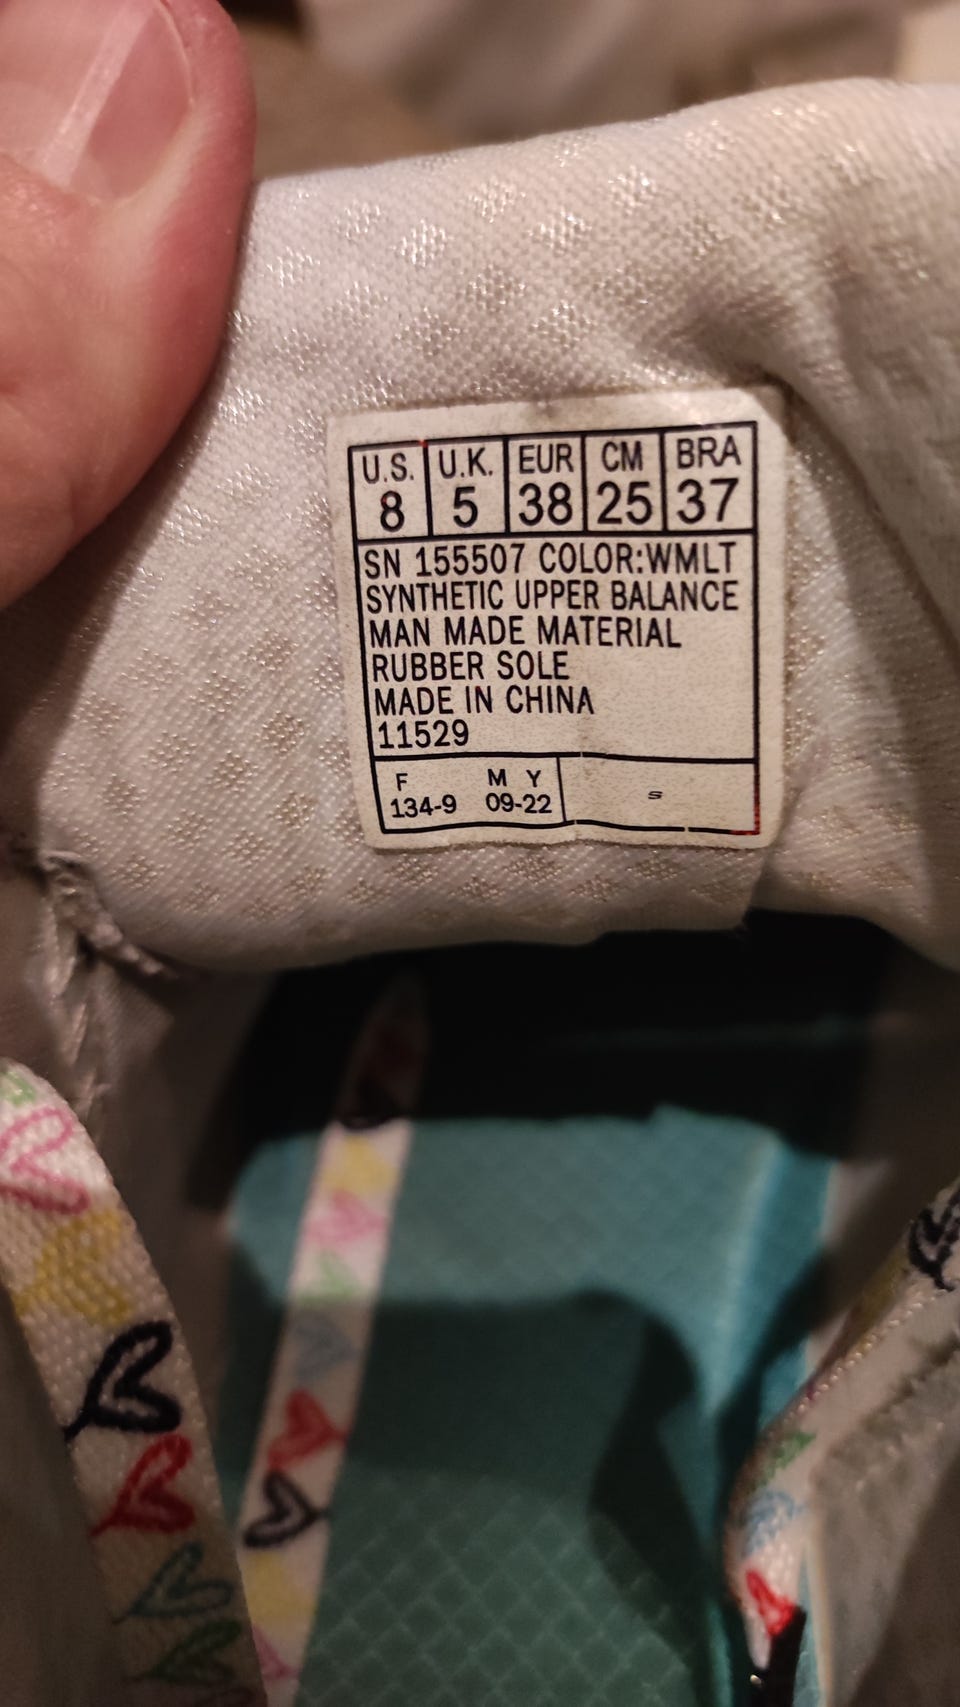 U.S. U.K. EUR CM BRA
8 5 38 25 37
SN 155507 COLOR:WMLT
SYNTHETIC UPPER BALANCE
MAN MADE MATERIAL
RUBBER SOLE
MADE IN CHINA
11529
F M Y
134-9 09-22 S